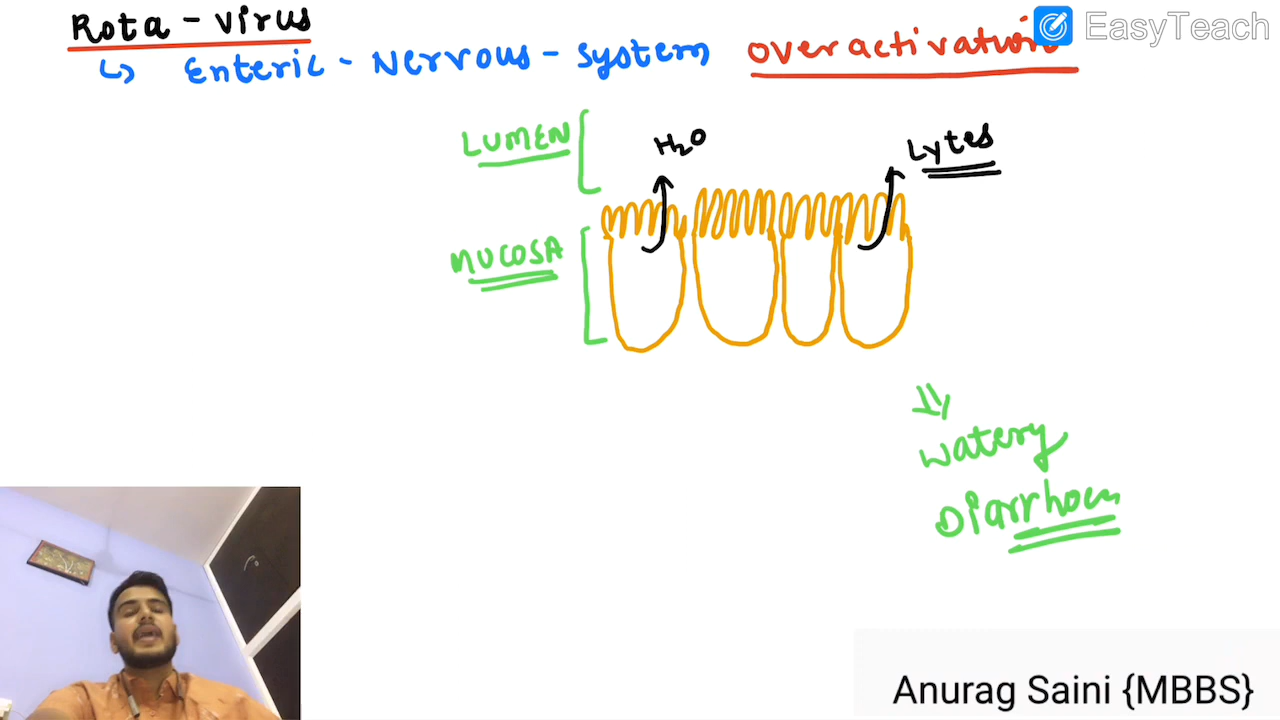 Rota - Virus
EasyTeach
↳ Enteric - Nervous - System Overactivation
LUMEN
H₂O
Lytes
MUCOSA
⇓
Watery
Diarrhoea
Anurag Saini {MBBS}